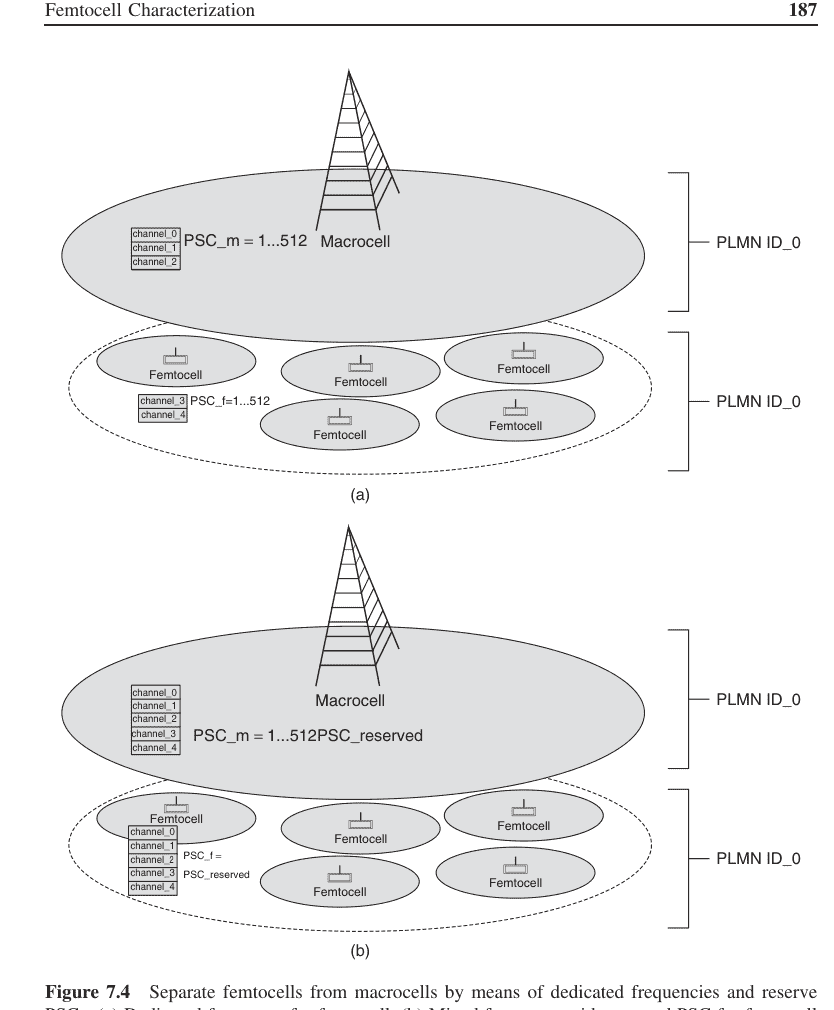 Femtocell Characterization 187
channel_0
channel_1
channel_2
PSC_m = 1...512 Macrocell
PLMN ID_0
Femtocell
Femtocell
Femtocell
channel_3
channel_4
PSC_f=1...512
Femtocell
Femtocell
PLMN ID_0
(a)
Macrocell
channel_0
channel_1
channel_2
channel_3
channel_4
PSC_m = 1...512PSC_reserved
PLMN ID_0
Femtocell
Femtocell
Femtocell
channel_0
channel_1
channel_2
channel_3
channel_4
PSC_f =
PSC_reserved
Femtocell
Femtocell
PLMN ID_0
(b)
Figure 7.4 Separate femtocells from macrocells by means of dedicated frequencies and reserve